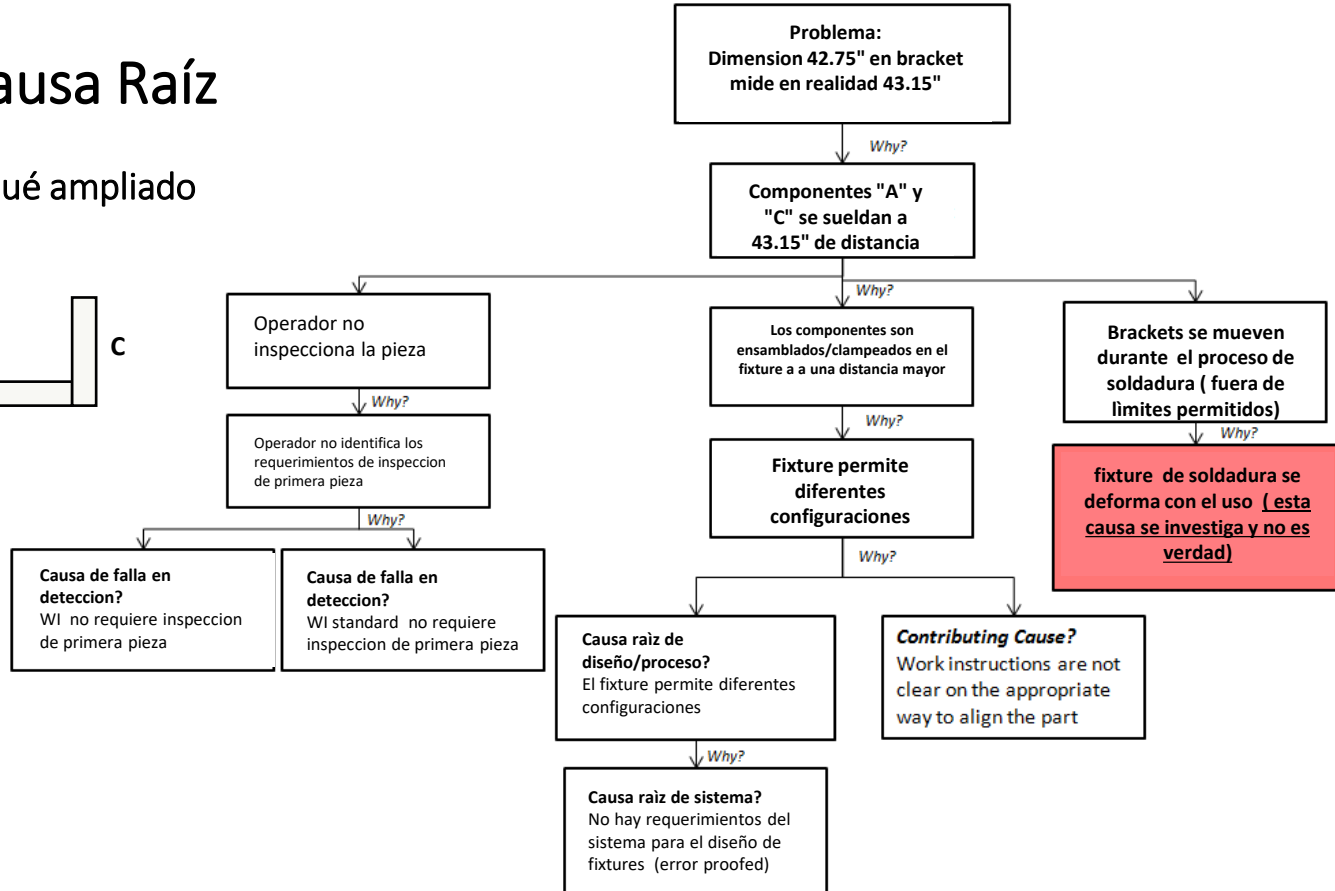 ausa Raíz
ué ampliado
C
Problema:
Dimension 42.75" en bracket
mide en realidad 43.15"
Why?
Componentes "A" y
"C" se sueldan a
43.15" de distancia
Why?
Operador no
inspecciona la pieza
Los componentes son
ensamblados/clampeados en el
fixture a a una distancia mayor
Brackets se mueven
durante el proceso de
soldadura ( fuera de
lìmites permitidos)
Why?
Why?
Why?
Operador no identifica los
requerimientos de inspeccion
de primera pieza
Fixture permite
diferentes
configuraciones
fixture de soldadura se
deforma con el uso ( esta
causa se investiga y no es
verdad)
Why?
Why?
Causa de falla en
deteccion?
WI no requiere inspeccion
de primera pieza
Causa de falla en
deteccion?
WI standard no requiere
inspeccion de primera pieza
Causa raìz de
diseño/proceso?
El fixture permite diferentes
configuraciones
Contributing Cause?
Work instructions are not
clear on the appropriate
way to align the part
Why?
Causa raìz de sistema?
No hay requerimientos del
sistema para el diseño de
fixtures (error proofed)